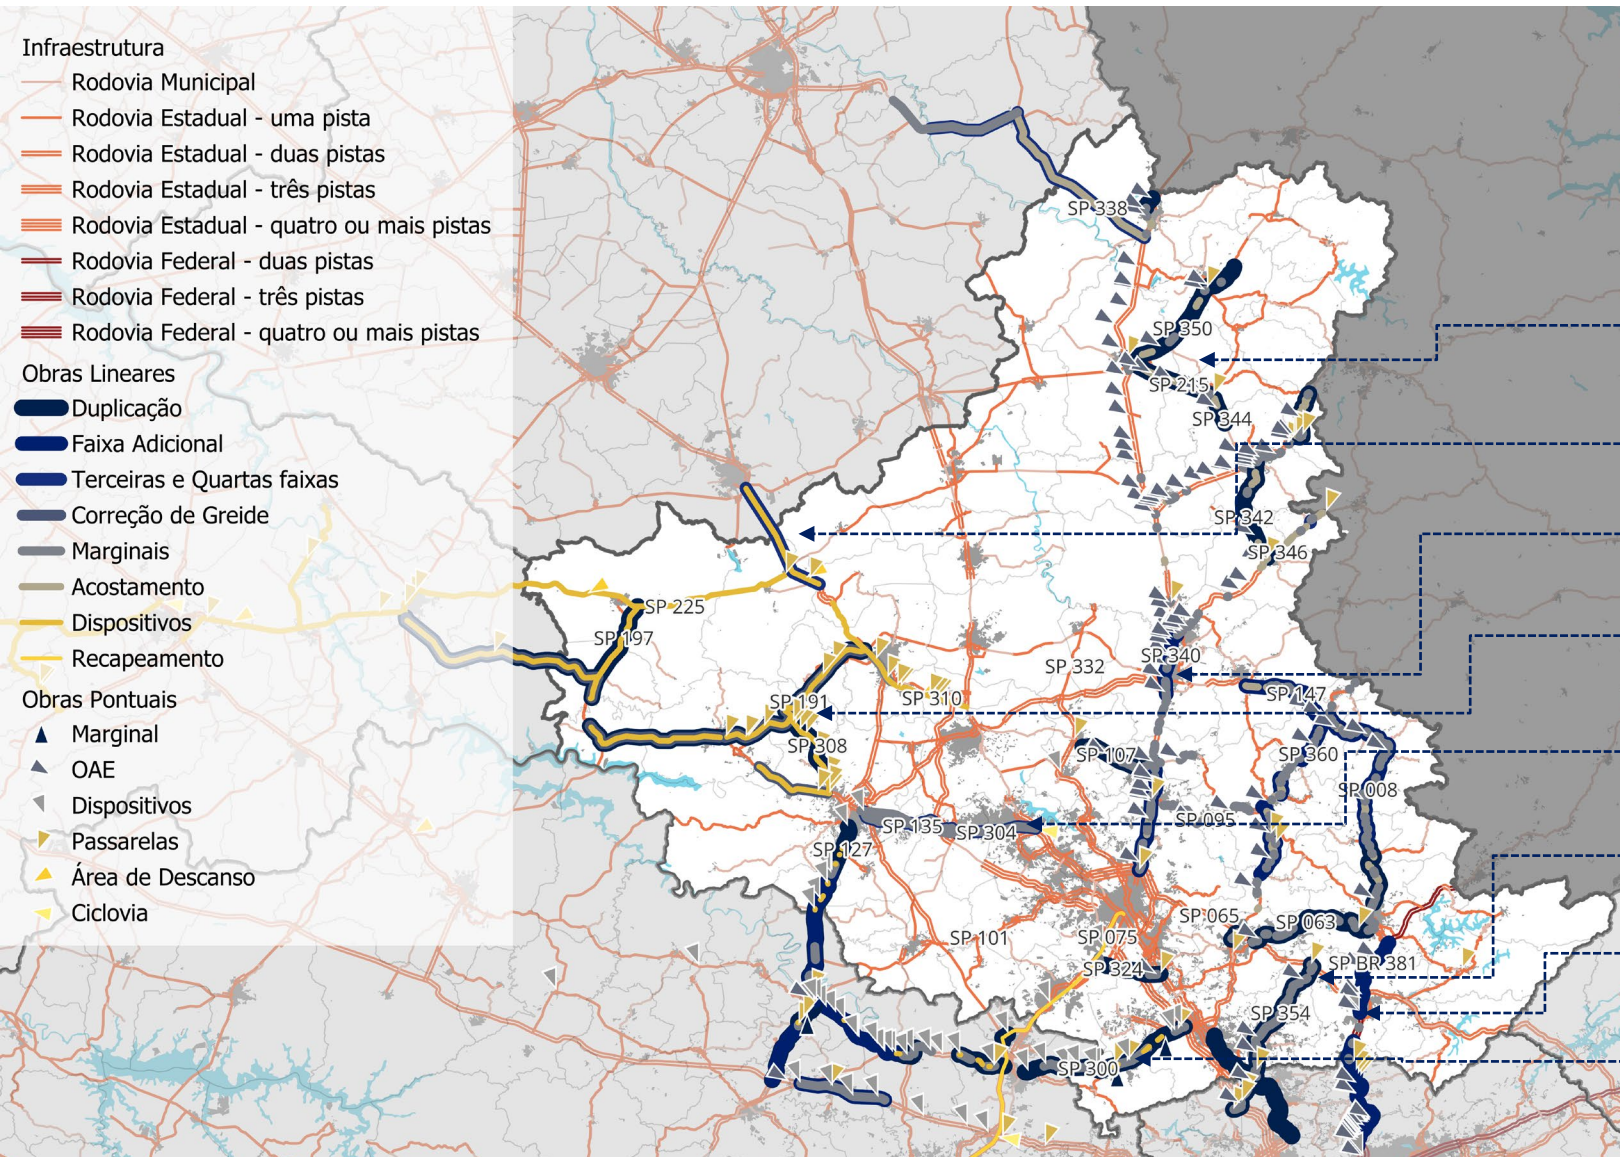 Infraestrutura
Rodovia Municipal
Rodovia Estadual - uma pista
Rodovia Estadual - duas pistas
Rodovia Estadual - três pistas
Rodovia Estadual - quatro ou mais pistas
Rodovia Federal - duas pistas
Rodovia Federal - três pistas
Rodovia Federal - quatro ou mais pistas
Obras Lineares
Duplicação
Faixa Adicional
Terceiras e Quartas faixas
Correção de Greide
Marginais
Acostamento
Dispositivos
Recapeamento
Obras Pontuais
Marginal
OAE
Dispositivos
Passarelas
Área de Descanso
Ciclovia
SP 338
SP 350
SP 215
SP 344
SP 342
SP 346
SP 225
SP 197
SP 332
SP 340
SP 191
SP 310
SP 147
SP 308
SP 107
SP 360
SP 008
SP 135
SP 304
SP 095
SP 127
SP 065
SP 063
SP 101
SP 075
SP 324
SP BR 381
SP 354
SP 300